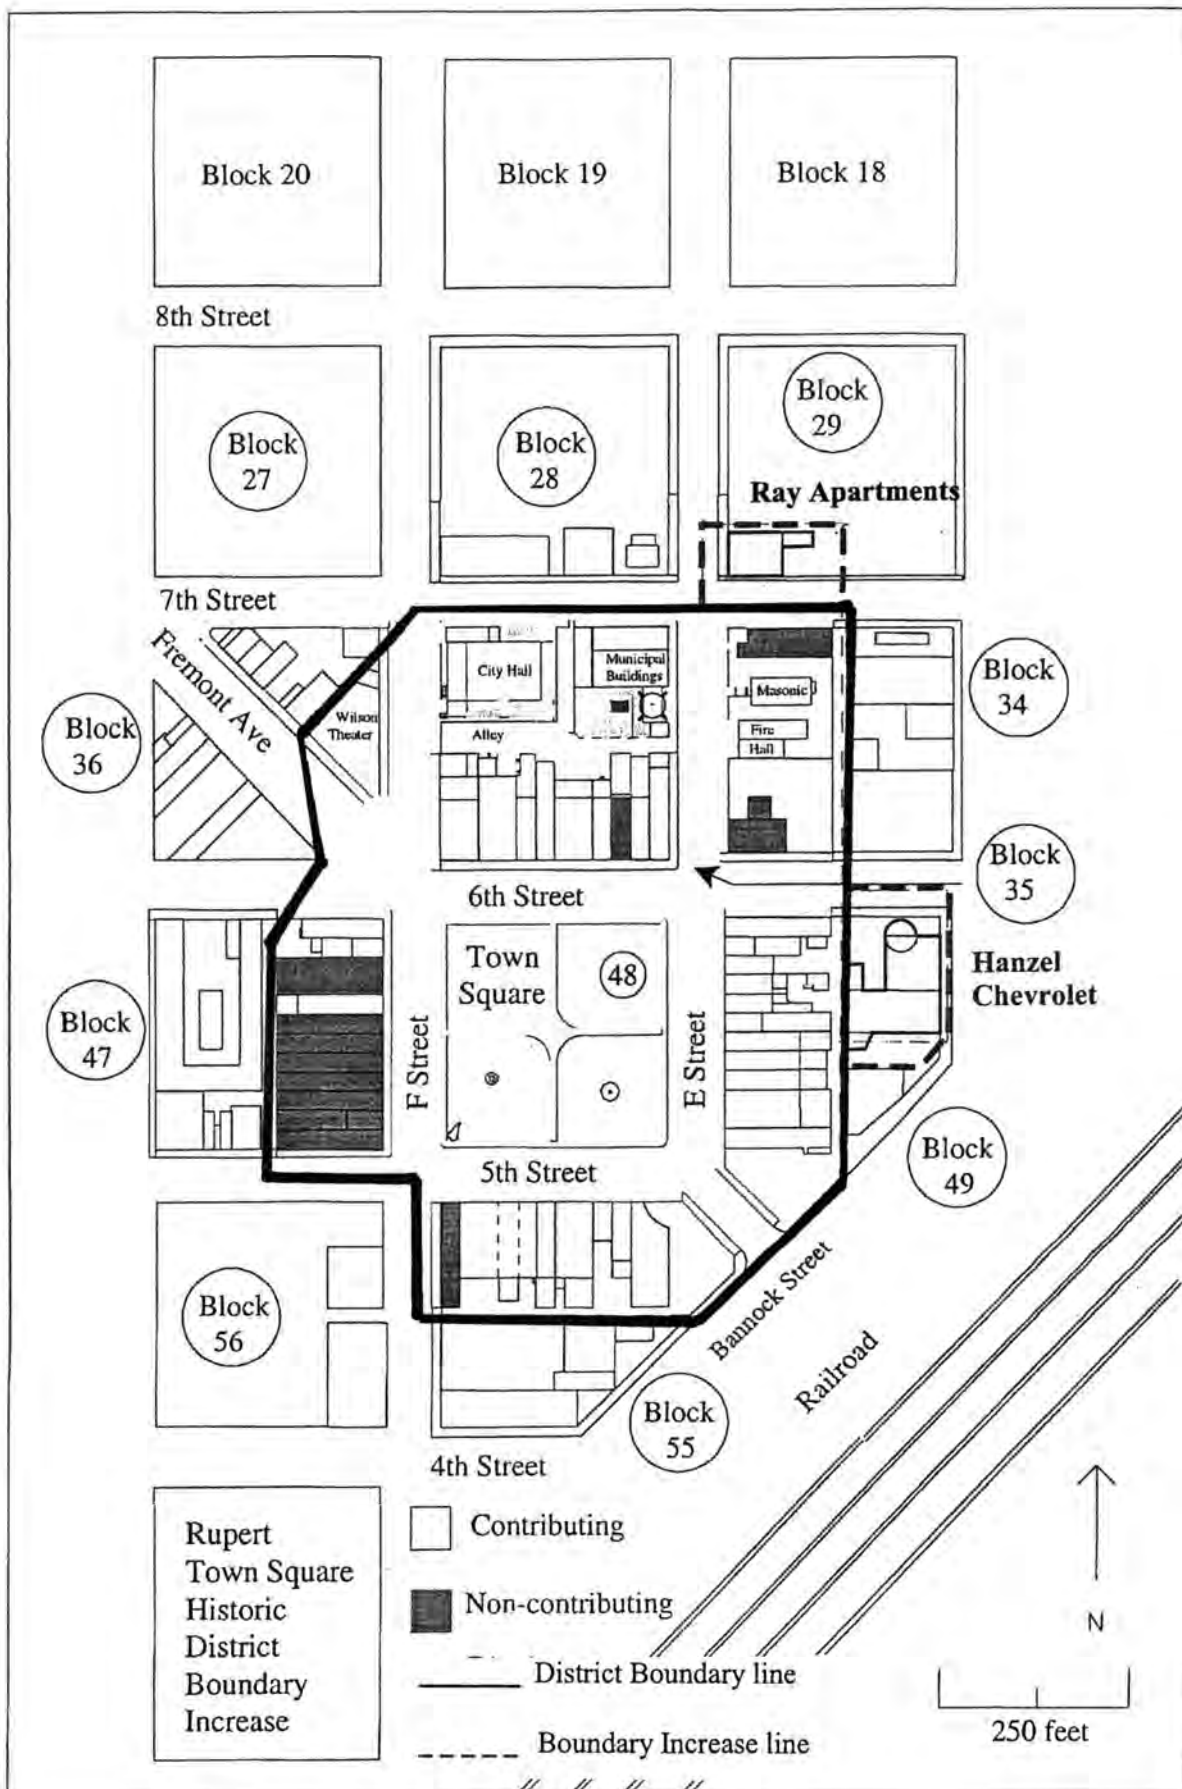 Block 20
Block 19
Block 18
8th Street
Block
27
Block
28
Block
29
Ray Apartments
7th Street
Fremont Ave
Block
36
Wilson
Theater
City Hall
Municipal
Buildings
Alley
Masonic
Fire
Hall
Block
34
Block
35
6th Street
Town
Square
48
Hanzel
Chevrolet
Block
47
F Street
E Street
5th Street
Block
49
Block
56
Bannock Street
Railroad
Block
55
4th Street
Rupert
Town Square
Historic
District
Boundary
Increase
Contributing
Non-contributing
District Boundary line
Boundary Increase line
N
250 feet